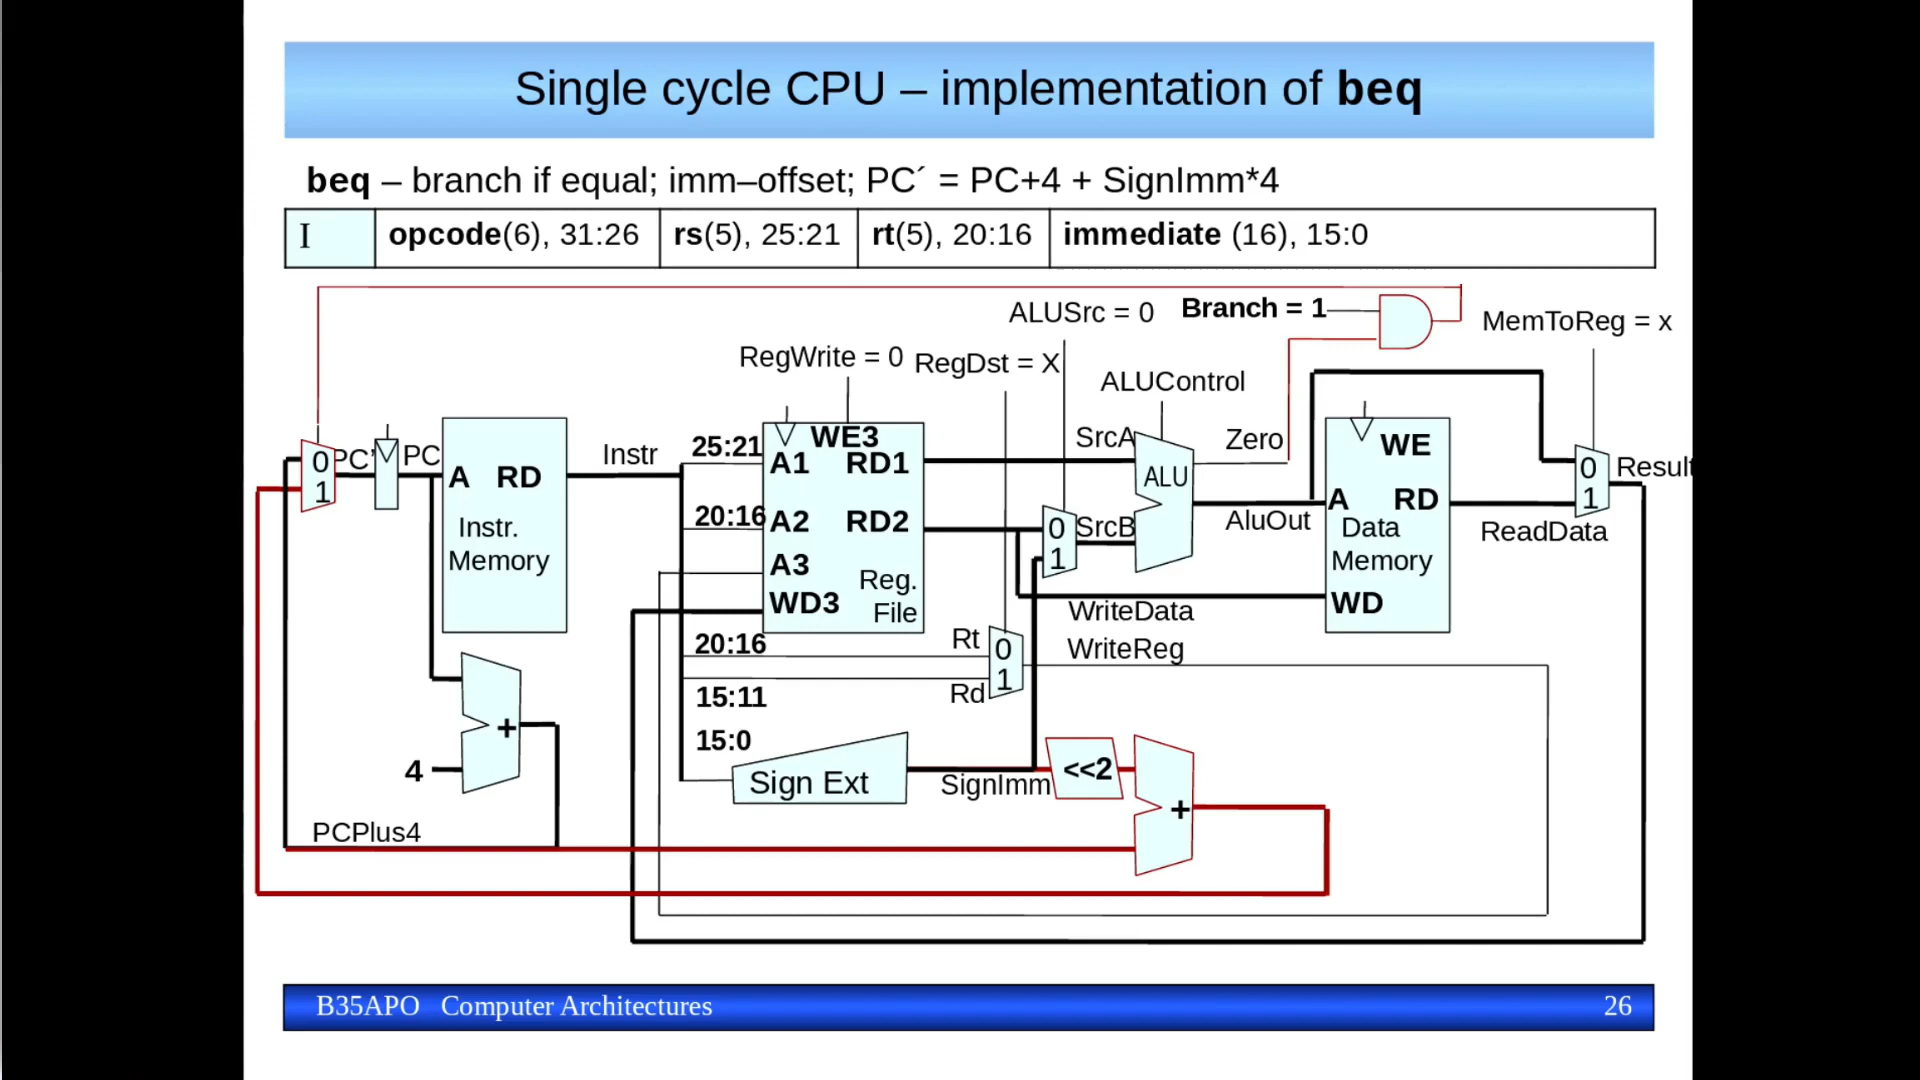 Single cycle CPU – implementation of beq
beq – branch if equal; imm–offset; PC´ = PC+4 + SignImm*4
I opcode(6), 31:26 rs(5), 25:21 rt(5), 20:16 immediate (16), 15:0
ALUSrc = 0 Branch = 1 MemToReg = x
RegWrite = 0 RegDst = X
ALUControl
0 1 PC’ PC
A RD
Instr.
Memory
Instr
25:21
20:16
WE3
A1 RD1
A2 RD2
A3
WD3
Reg.
File
SrcA
0 1 SrcB
ALU
Zero
AluOut
WE
A RD
Data
Memory
WD
0 1 Result
ReadData
WriteData
WriteReg
20:16 Rt 0
15:11 Rd 1
15:0
Sign Ext
SignImm
<<2
+
+
4
PCPlus4
B35APO Computer Architectures 26